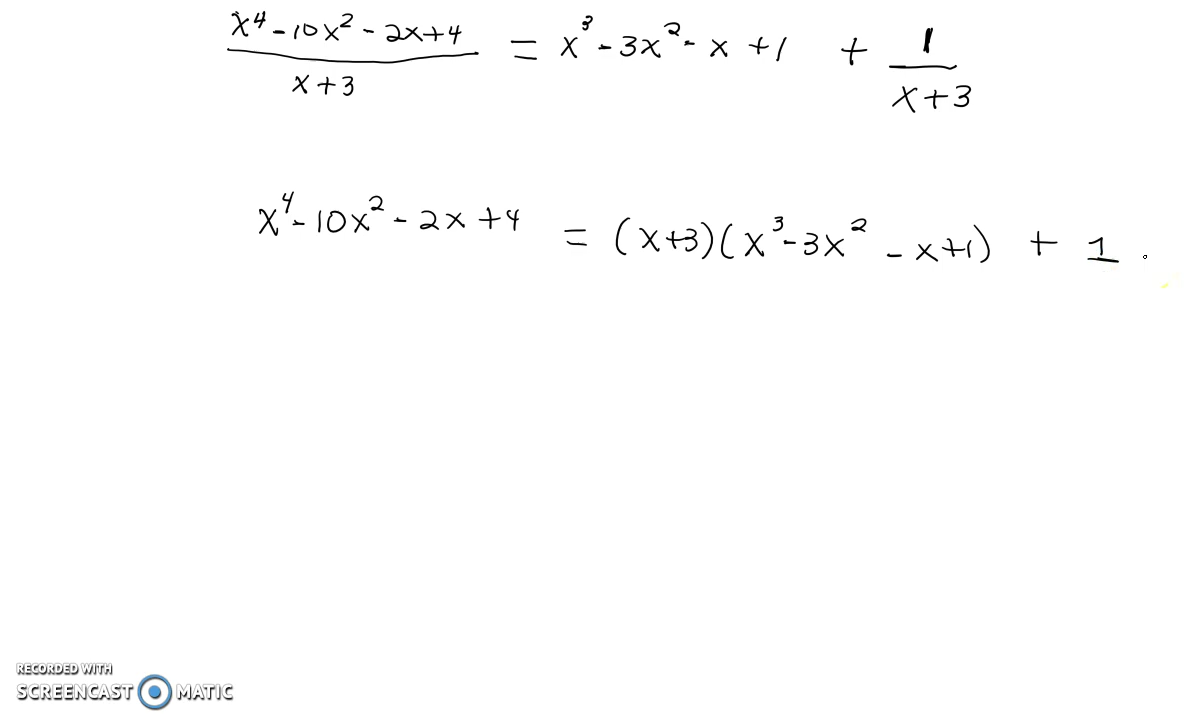 x⁴ - 10x² - 2x + 4 / x + 3 = x³ - 3x² - x + 1 + 1 / x + 3
x⁴ - 10x² - 2x + 4 = (x+3)(x³ - 3x² - x + 1) + 1 .
RECORDED WITH
SCREENCAST MATIC